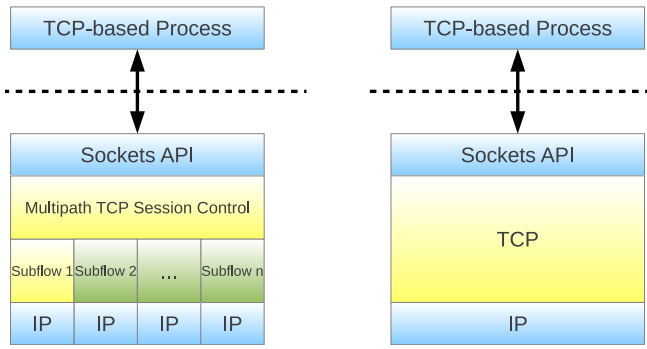 TCP-based Process
TCP-based Process
Sockets API
Sockets API
Multipath TCP Session Control
TCP
Subflow 1
Subflow 2
...
Subflow n
IP
IP
IP
IP
IP